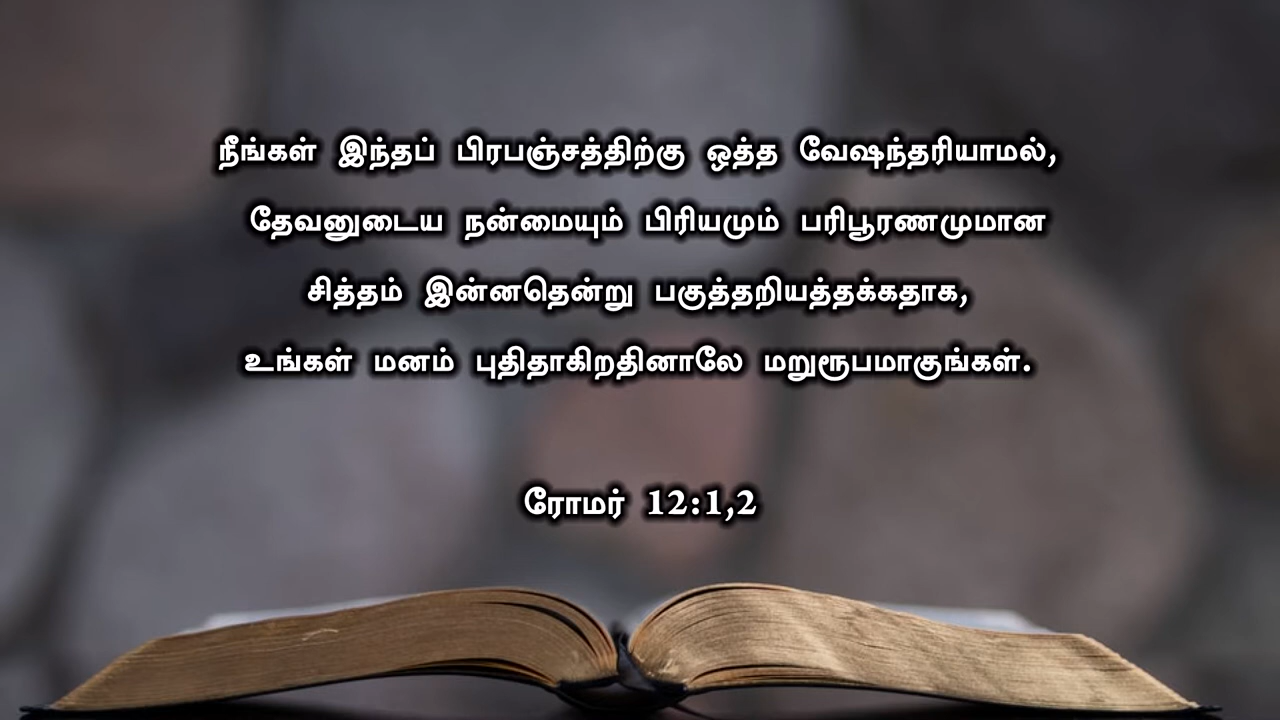 நீங்கள் இந்தப் பிரபஞ்சத்திற்கு ஒத்த வேஷந்தரியாமல்,
தேவனுடைய நன்மையும் பிரியமும் பரிபூரணமுமான
சித்தம் இன்னதென்று பகுத்தறியத்தக்கதாக,
உங்கள் மனம் புதிதாகிறதினாலே மறுரூபமாகுங்கள்.
ரோமர் 12:1,2